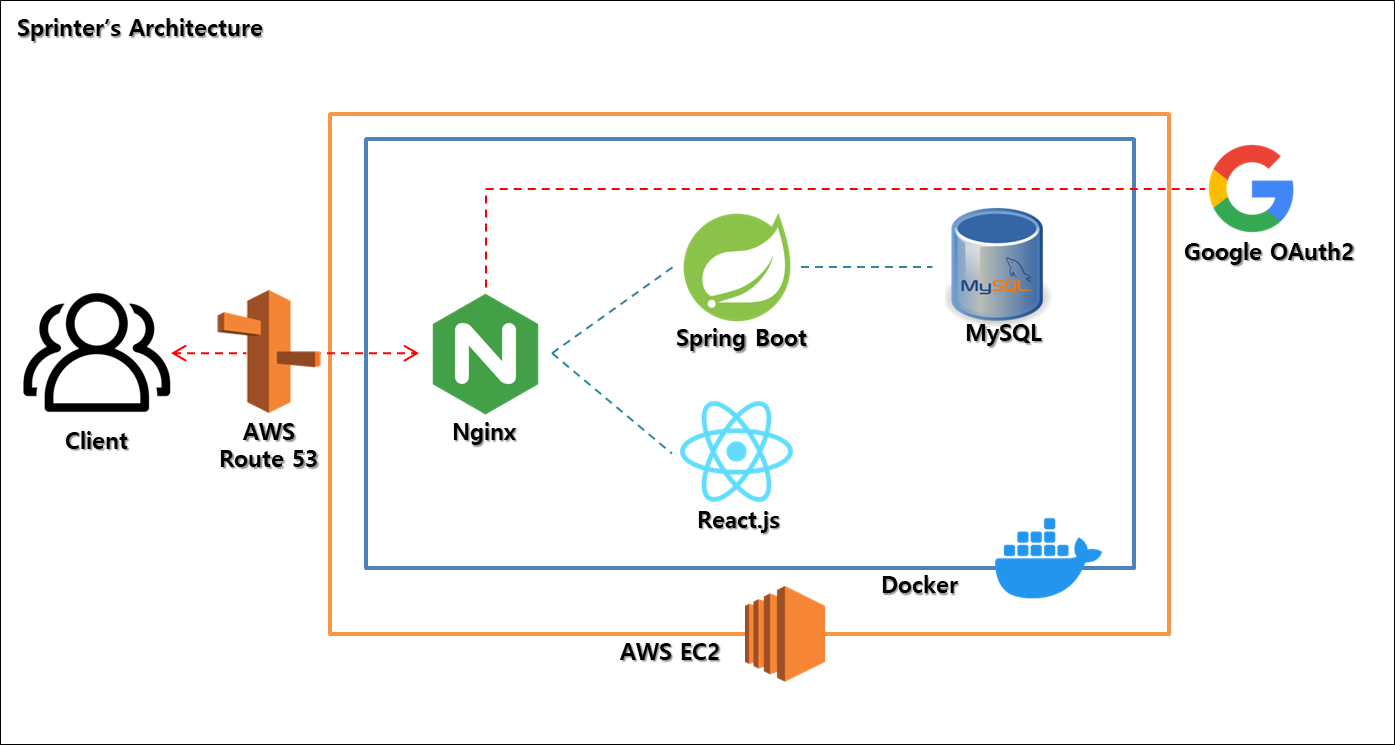 Sprinter's Architecture
Google OAuth2
MySQL
Spring Boot
MySQL
Client
AWS
Route 53
Nginx
React.js
Docker
AWS EC2